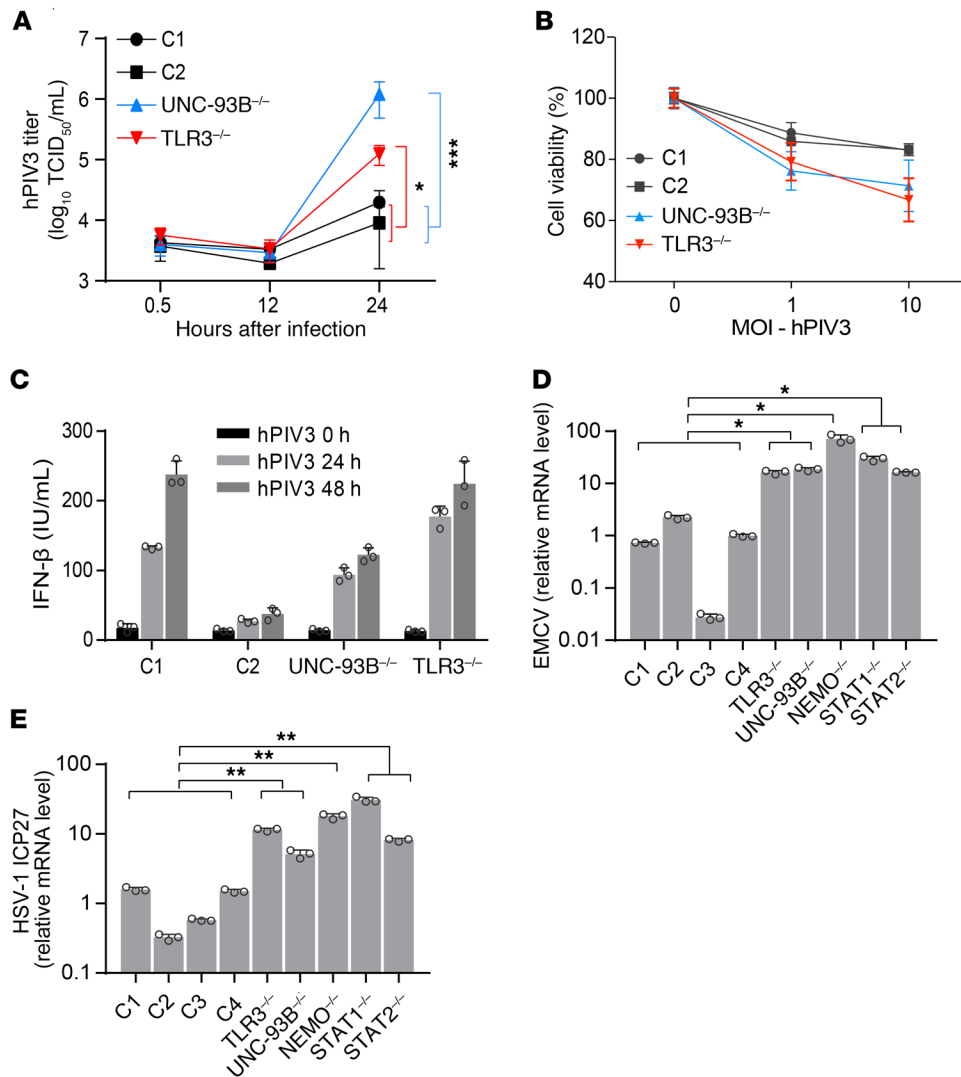 A
hPIV3 titer
(log10 TCID50/mL)
7
6
5
4
3
C1
C2
UNC-93B–/–
TLR3–/–
***
*
0.5
12
24
Hours after infection
B
Cell viability (%)
120
100
80
60
40
C1
C2
UNC-93B–/–
TLR3–/–
0
1
10
MOI - hPIV3
C
IFN-β (IU/mL)
300
200
100
0
hPIV3 0 h
hPIV3 24 h
hPIV3 48 h
C1
C2
UNC-93B–/–
TLR3–/–
D
EMCV (relative mRNA level)
100
10
1
0.1
0.01
*
*
*
C1
C2
C3
C4
TLR3–/–
UNC-93B–/–
NEMO–/–
STAT1–/–
STAT2–/–
E
HSV-1 ICP27
(relative mRNA level)
100
10
1
0.1
**
**
**
C1
C2
C3
C4
TLR3–/–
UNC-93B–/–
NEMO–/–
STAT1–/–
STAT2–/–